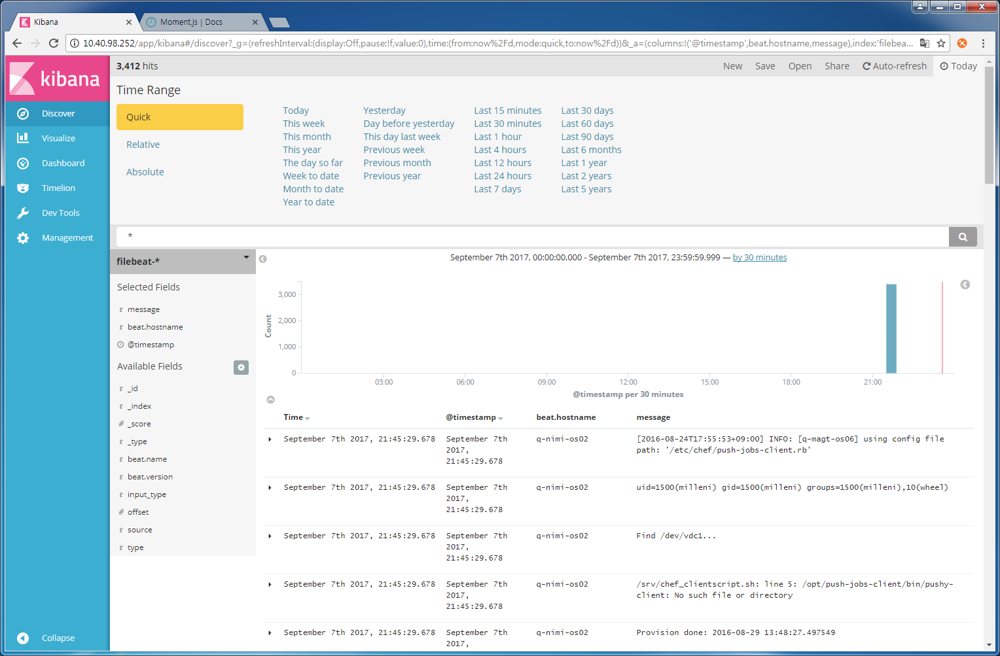 Kibana
Moment.js | Docs
10.40.98.252/app/kibana#/discover?_g=(refreshInterval:(display:Off,pause:!f,value:0),time:(from:now%2Fd,mode:quick,to:now%2Fd))&_a=(columns:!('@timestamp',beat.hostname,message),index:'filebea...
kibana
Discover
Visualize
Dashboard
Timelion
Dev Tools
Management
Collapse
3,412 hits
New Save Open Share Auto-refresh Today
Time Range
Quick
Relative
Absolute
Today
This week
This month
This year
The day so far
Week to date
Month to date
Year to date
Yesterday
Day before yesterday
This day last week
Previous week
Previous month
Previous year
Last 15 minutes
Last 30 minutes
Last 1 hour
Last 4 hours
Last 12 hours
Last 24 hours
Last 7 days
Last 30 days
Last 60 days
Last 90 days
Last 6 months
Last 1 year
Last 2 years
Last 5 years
*
filebeat-*
Selected Fields
t message
t beat.hostname
@timestamp
Available Fields
t _id
t _index
# _score
t _type
t beat.name
t beat.version
t input_type
# offset
t source
t type
September 7th 2017, 00:00:00.000 - September 7th 2017, 23:59:59.999 — by 30 minutes
Count
3,000
2,000
1,000
0
03:00 06:00 09:00 12:00 15:00 18:00 21:00
@timestamp per 30 minutes
Time @timestamp beat.hostname message
September 7th 2017, 21:45:29.678 September 7th q-nimi-os02 [2016-08-24T17:55:53+09:00] INFO: [q-magt-os06] using config file
2017, path: '/etc/chef/push-jobs-client.rb'
21:45:29.678
September 7th 2017, 21:45:29.678 September 7th q-nimi-os02 uid=1500(milleni) gid=1500(milleni) groups=1500(milleni),10(wheel)
2017,
21:45:29.678
September 7th 2017, 21:45:29.678 September 7th q-nimi-os02 Find /dev/vdc1...
2017,
21:45:29.678
September 7th 2017, 21:45:29.678 September 7th q-nimi-os02 /srv/chef_clientscript.sh: line 5: /opt/push-jobs-client/bin/pushy-
2017, client: No such file or directory
21:45:29.678
September 7th 2017, 21:45:29.678 September 7th q-nimi-os02 Provision done: 2016-08-29 13:48:27.497549
2017,